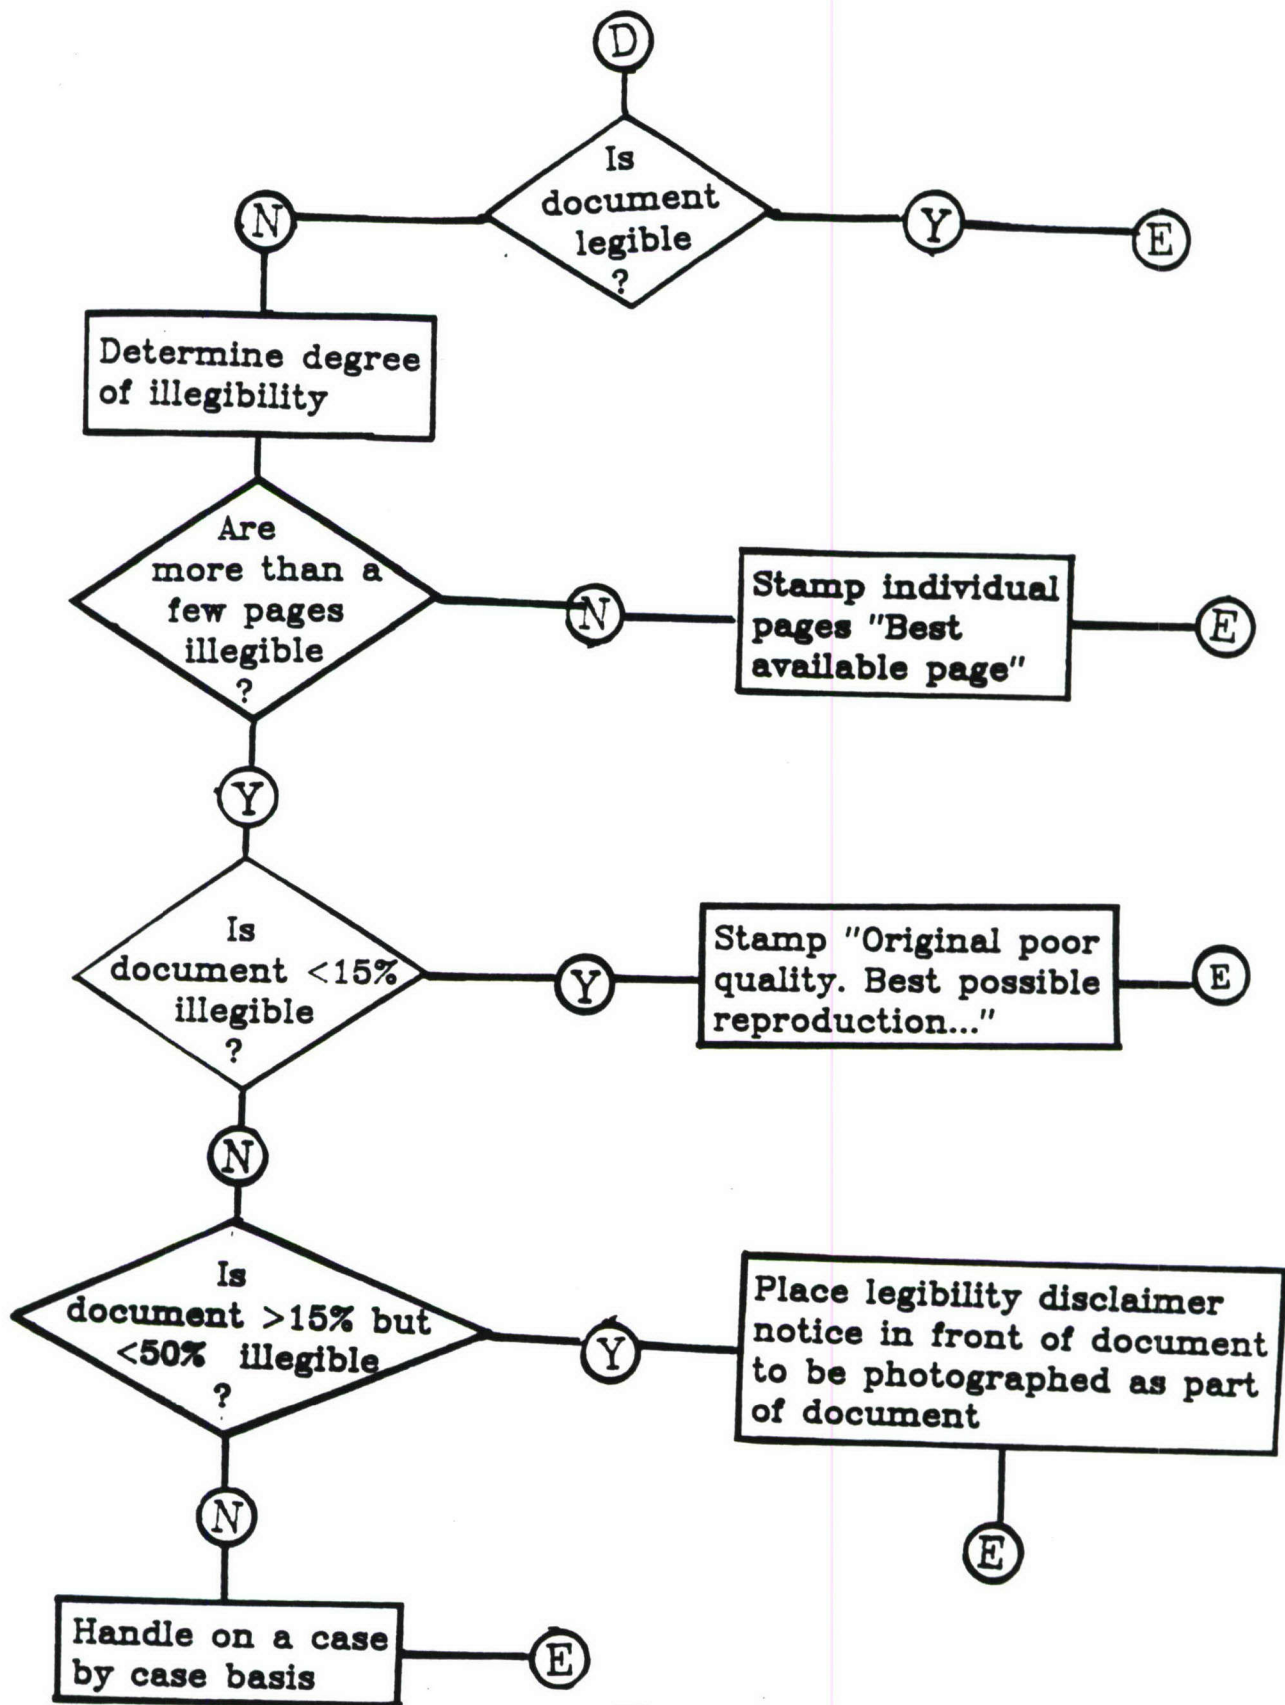 D
Is
document
legible
?
N
Y
E
Determine degree
of illegibility
Are
more than a
few pages
illegible
?
N
Stamp individual
pages "Best
available page"
E
Y
Is
document <15%
illegible
?
Y
Stamp "Original poor
quality. Best possible
reproduction..."
E
N
Is
document >15% but
<50% illegible
?
Y
Place legibility disclaimer
notice in front of document
to be photographed as part
of document
E
N
Handle on a case
by case basis
E